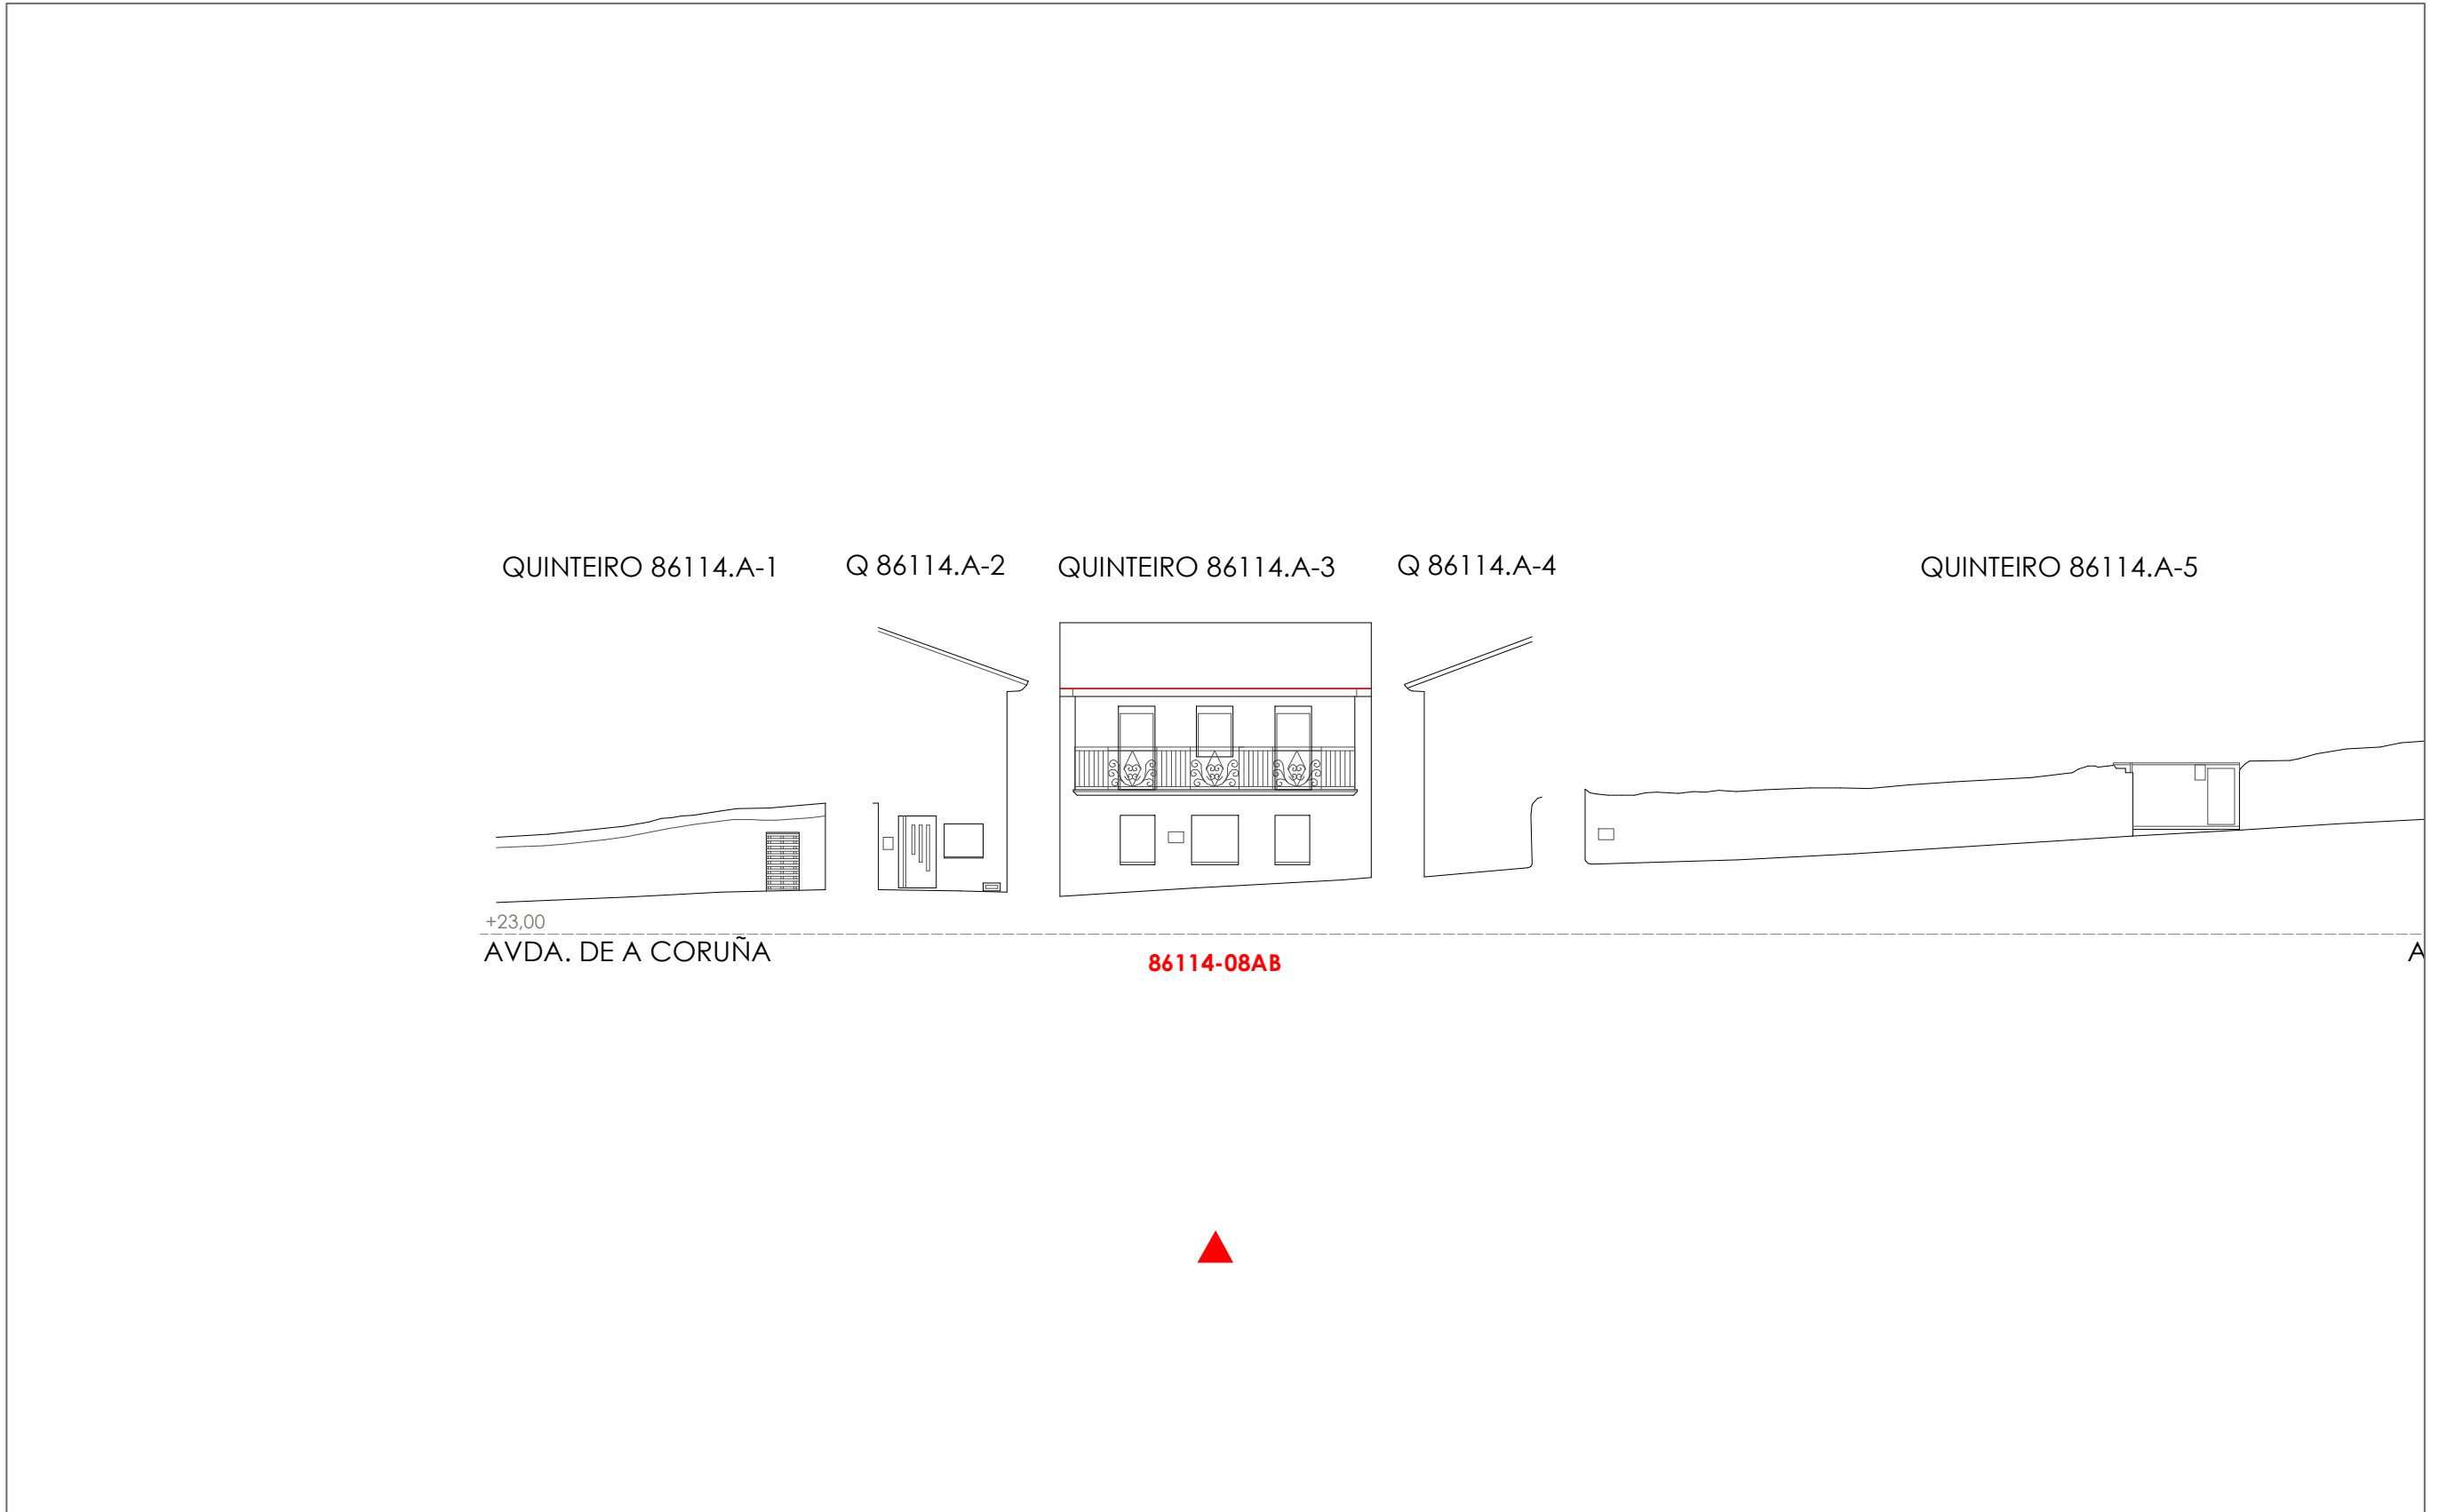 QUINTEIRO 86114.A-1
Q 86114.A-2
QUINTEIRO 86114.A-3
Q 86114.A-4
QUINTEIRO 86114.A-5
+23,00
AVDA. DE A CORUÑA
A
86114-08AB